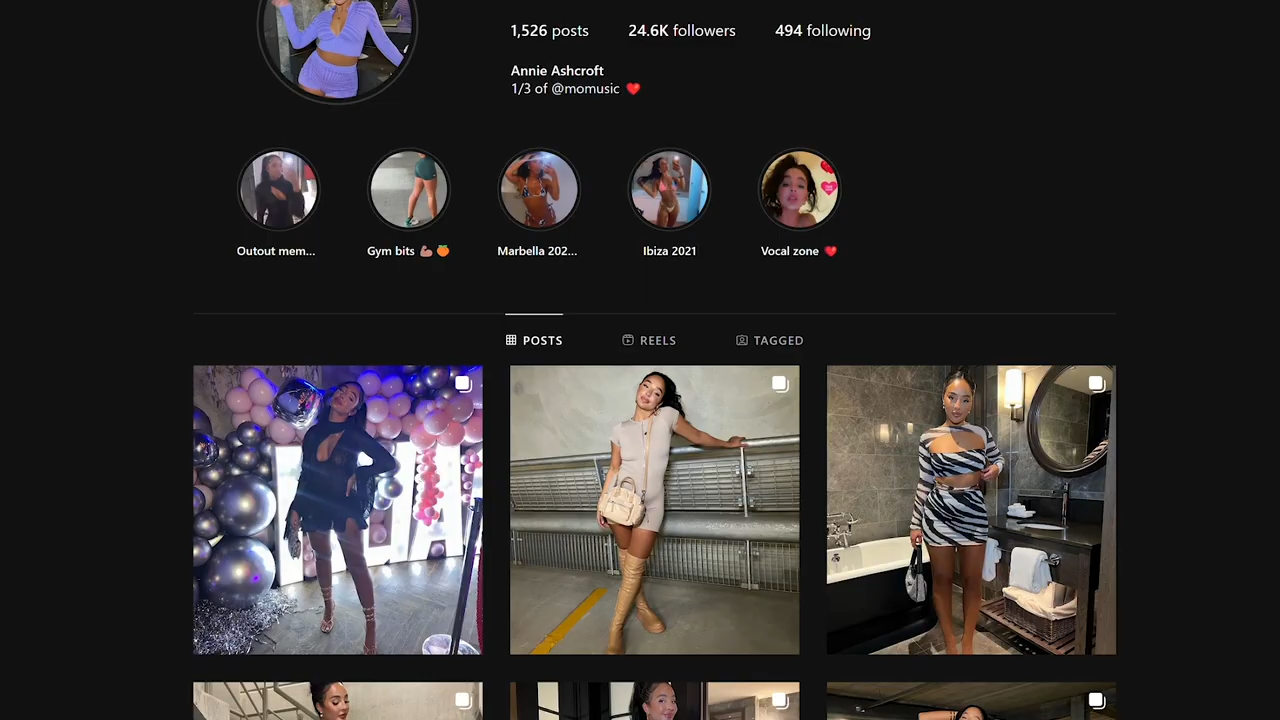 1,526 posts 24.6K followers 494 following
Annie Ashcroft
1/3 of @momusic ❤️
Outout mem... Gym bits 💪🏽🍑 Marbella 202... Ibiza 2021 Vocal zone ❤️
POSTS REELS TAGGED